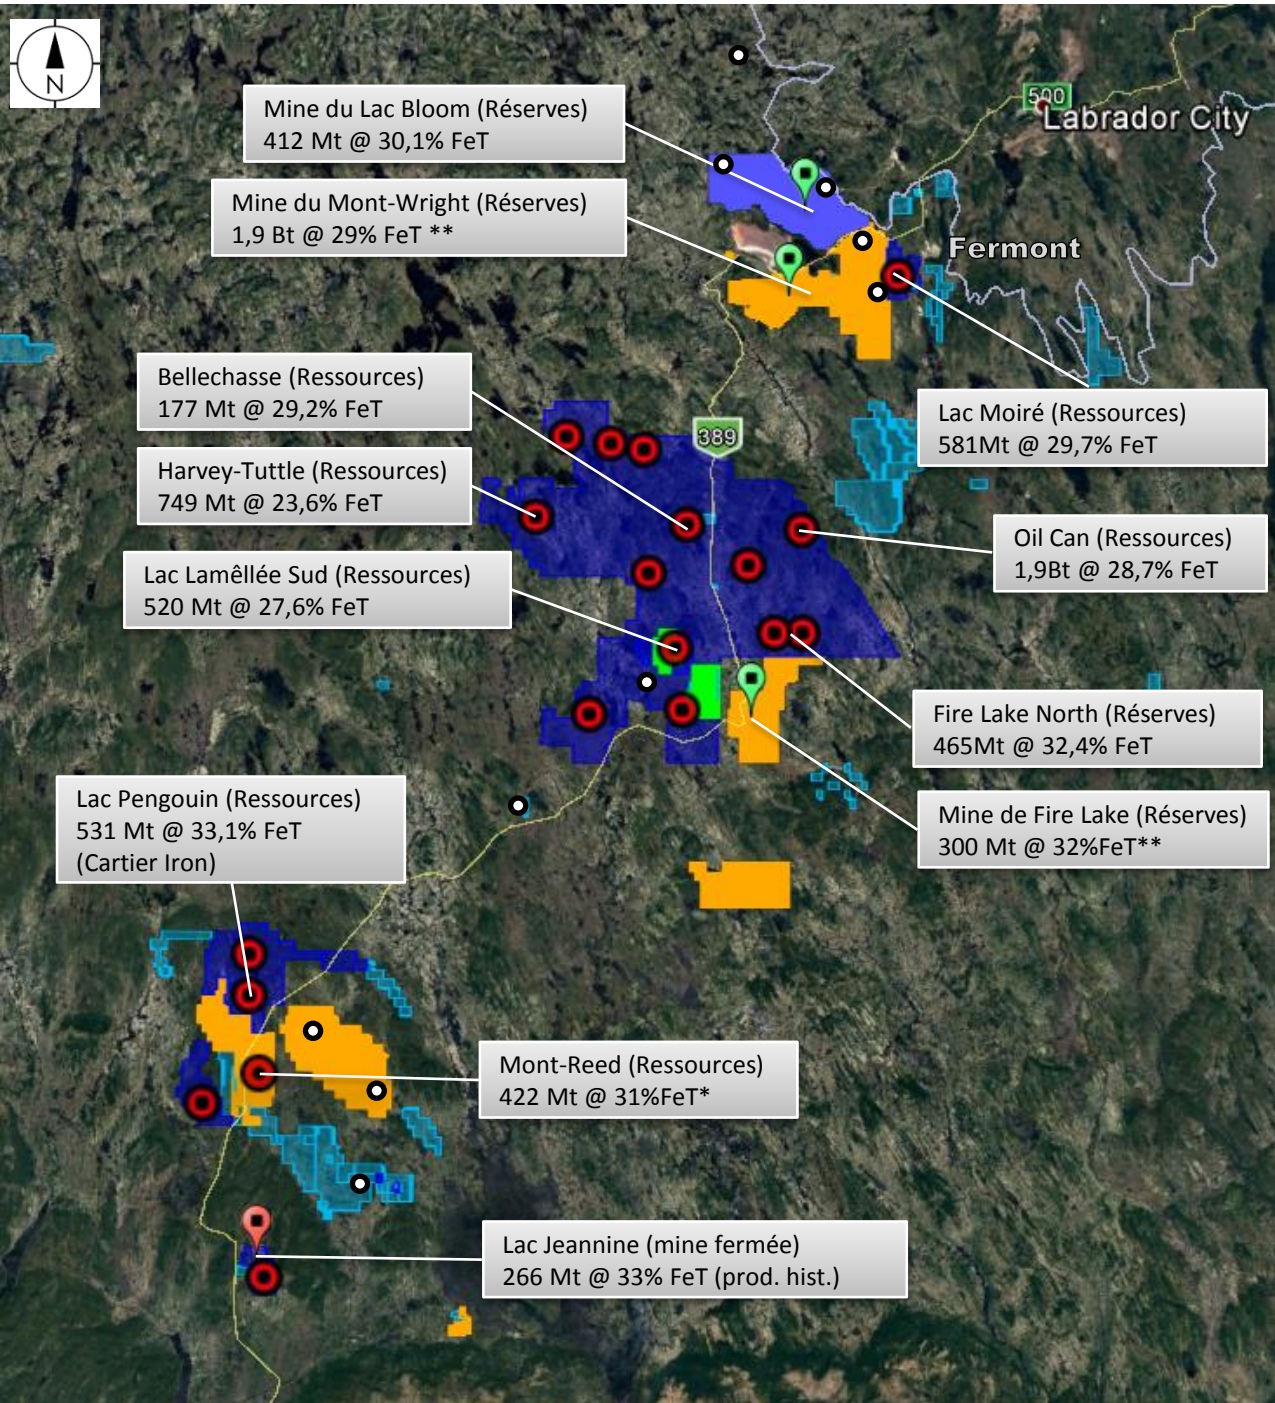 N
500
Labrador City
Mine du Lac Bloom (Réserves)
412 Mt @ 30,1% FeT
Mine du Mont-Wright (Réserves)
1,9 Bt @ 29% FeT **
Fermont
Bellechasse (Ressources)
177 Mt @ 29,2% FeT
Lac Moiré (Ressources)
581Mt @ 29,7% FeT
389
Harvey-Tuttle (Ressources)
749 Mt @ 23,6% FeT
Oil Can (Ressources)
1,9Bt @ 28,7% FeT
Lac Lamêllée Sud (Ressources)
520 Mt @ 27,6% FeT
Fire Lake North (Réserves)
465Mt @ 32,4% FeT
Lac Pengouin (Ressources)
531 Mt @ 33,1% FeT
(Cartier Iron)
Mine de Fire Lake (Réserves)
300 Mt @ 32%FeT**
Mont-Reed (Ressources)
422 Mt @ 31%FeT*
Lac Jeannine (mine fermée)
266 Mt @ 33% FeT (prod. hist.)